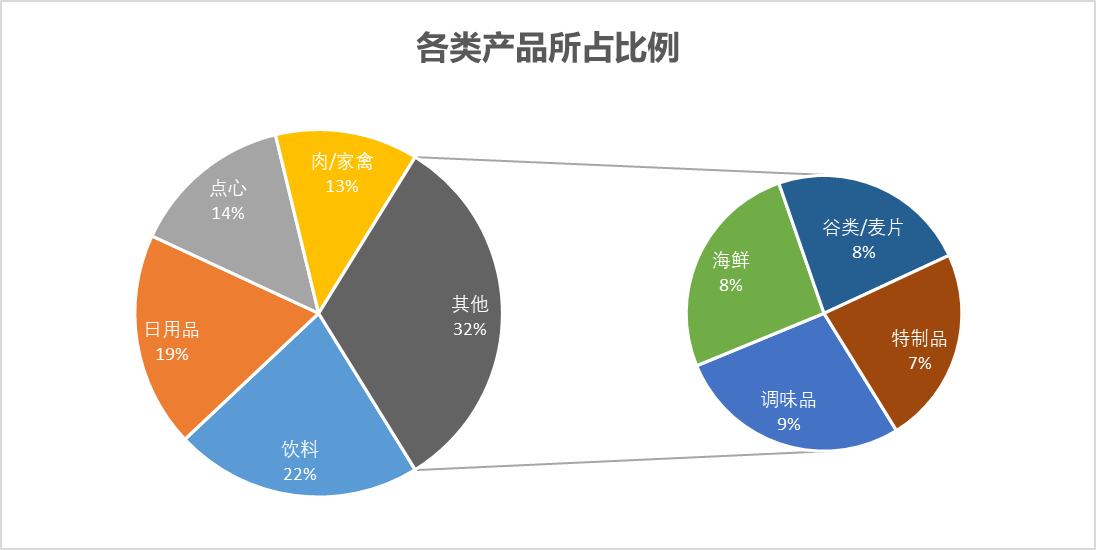 各类产品所占比例
肉/家禽
13%
点心
14%
其他
32%
日用品
19%
饮料
22%
谷类/麦片
8%
海鲜
8%
特制品
7%
调味品
9%